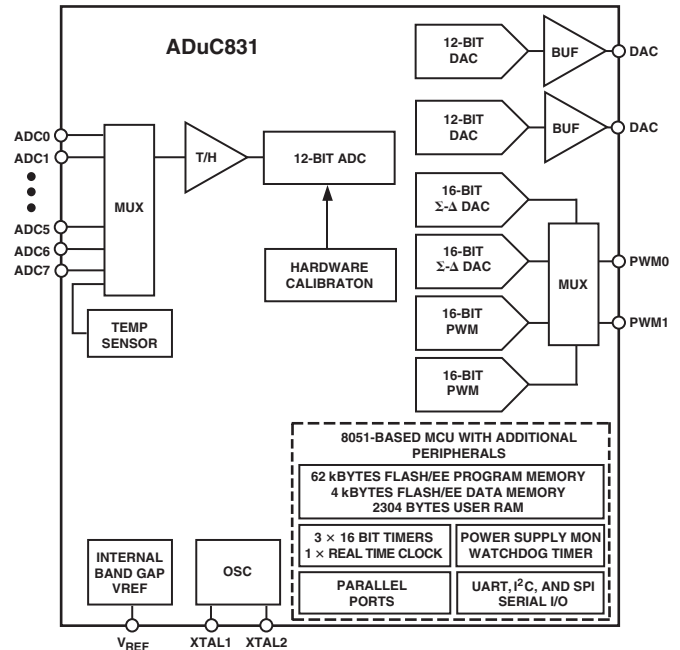 ADuC831
12-BIT
DAC
BUF
DAC
12-BIT
DAC
BUF
DAC
ADC0
ADC1
ADC5
ADC6
ADC7
MUX
T/H
12-BIT ADC
HARDWARE
CALIBRATON
TEMP
SENSOR
16-BIT
Σ-Δ DAC
16-BIT
Σ-Δ DAC
16-BIT
PWM
16-BIT
PWM
MUX
PWM0
PWM1
8051-BASED MCU WITH ADDITIONAL
PERIPHERALS
62 kBYTES FLASH/EE PROGRAM MEMORY
4 kBYTES FLASH/EE DATA MEMORY
2304 BYTES USER RAM
3 × 16 BIT TIMERS
1 × REAL TIME CLOCK
POWER SUPPLY MON
WATCHDOG TIMER
PARALLEL
PORTS
UART, I²C, AND SPI
SERIAL I/O
INTERNAL
BAND GAP
VREF
OSC
VREF
XTAL1
XTAL2